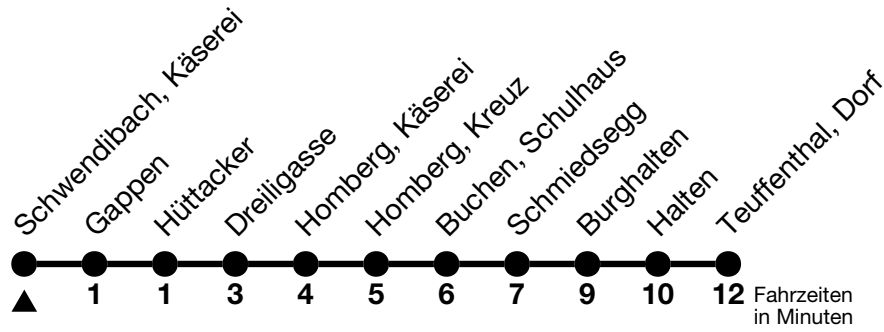 Schwendibach, Käserei
Gappen
Hüttacker
Dreiligasse
Homberg, Käserei
Homberg, Kreuz
Buchen, Schulhaus
Schmiedsegg
Burghalten
Halten
Teuffenthal, Dorf
1 1 3 4 5 6 7 9 10 12 Fahrzeiten
in Minuten